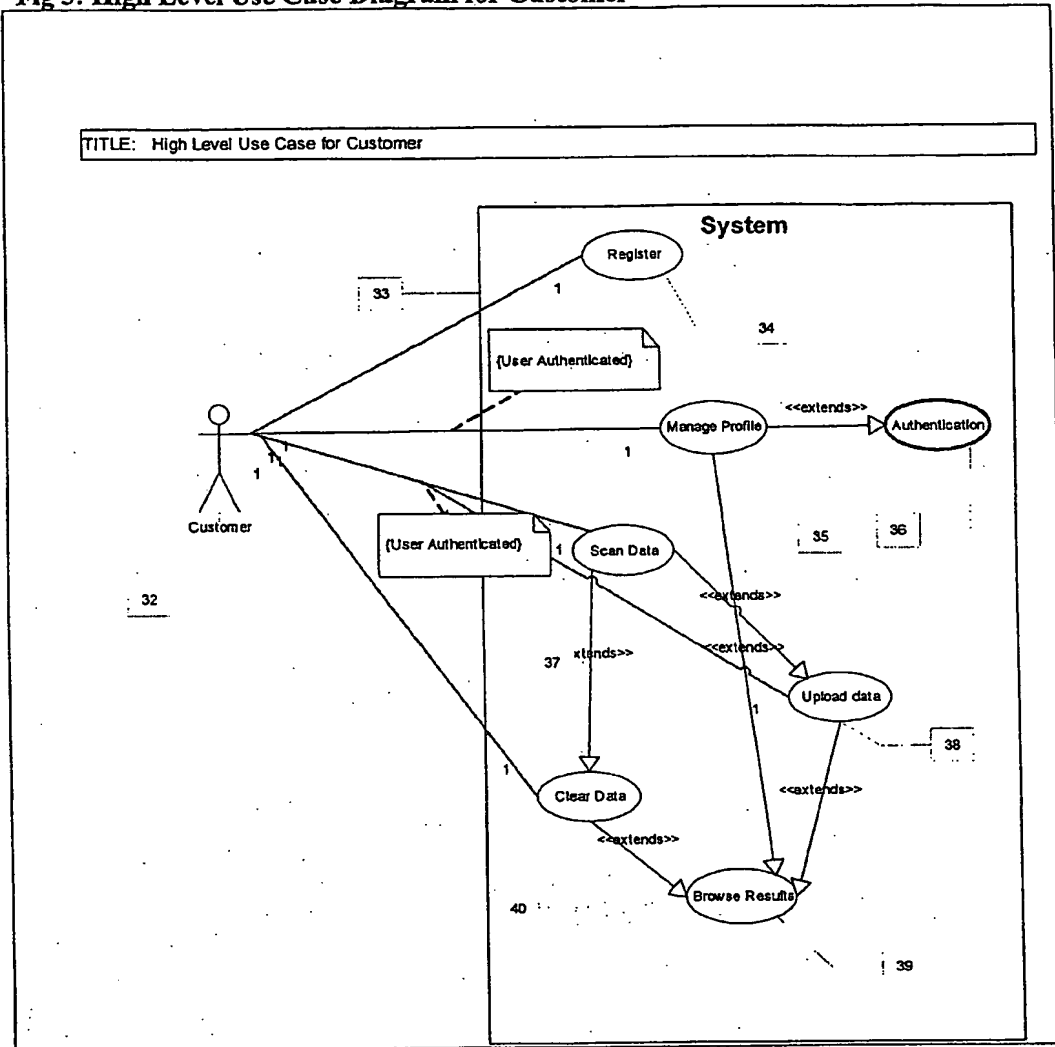 Fig 3: High Level Use Case Diagram for Customer
TITLE: High Level Use Case for Customer
System
Register
33
1
34
{User Authenticated}
<<extends>>
Manage Profile
Authentication
1
1
1
1
1
Customer
{User Authenticated}
1
Scan Data
35
36
32
<<extends>>
37
xtends>>
<<extends>>
Upload data
1
38
1
Clear Data
<<extends>>
<<extends>>
Browse Results
40
39